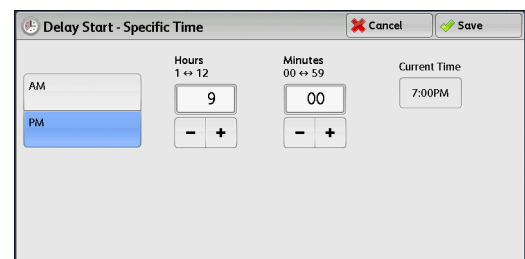 Delay Start - Specific Time
Cancel
Save
AM
PM
Hours
1 ↔ 12
9
- +
Minutes
00 ↔ 59
00
- +
Current Time
7:00PM